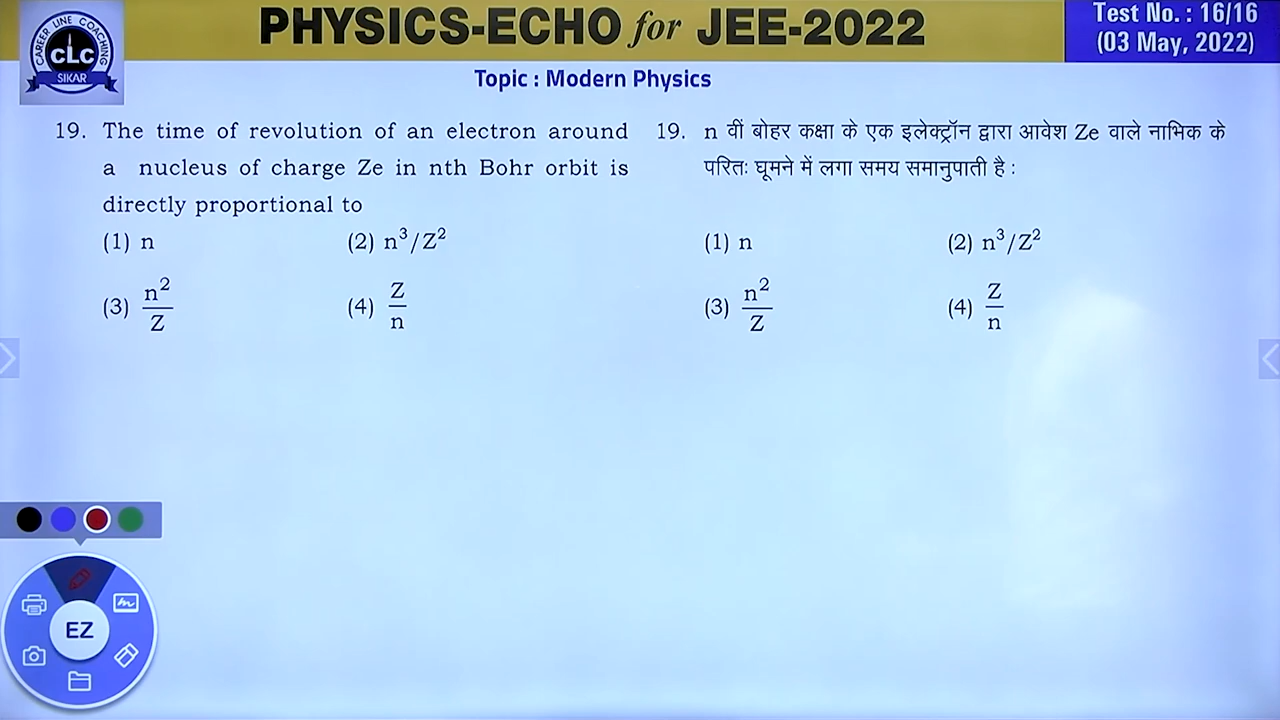 PHYSICS-ECHO for JEE-2022
Test No. : 16/16
(03 May, 2022)
CAREER LINE COACHING
CLC
SIKAR
Topic : Modern Physics
19. The time of revolution of an electron around
a nucleus of charge Ze in nth Bohr orbit is
directly proportional to
(1) n (2) n³/Z²
(3) n²/Z (4) Z/n
19. n वीं बोहर कक्षा के एक इलेक्ट्रॉन द्वारा आवेश Ze वाले नाभिक के
परितः घूमने में लगा समय समानुपाती है :
(1) n (2) n³/Z²
(3) n²/Z (4) Z/n
EZ